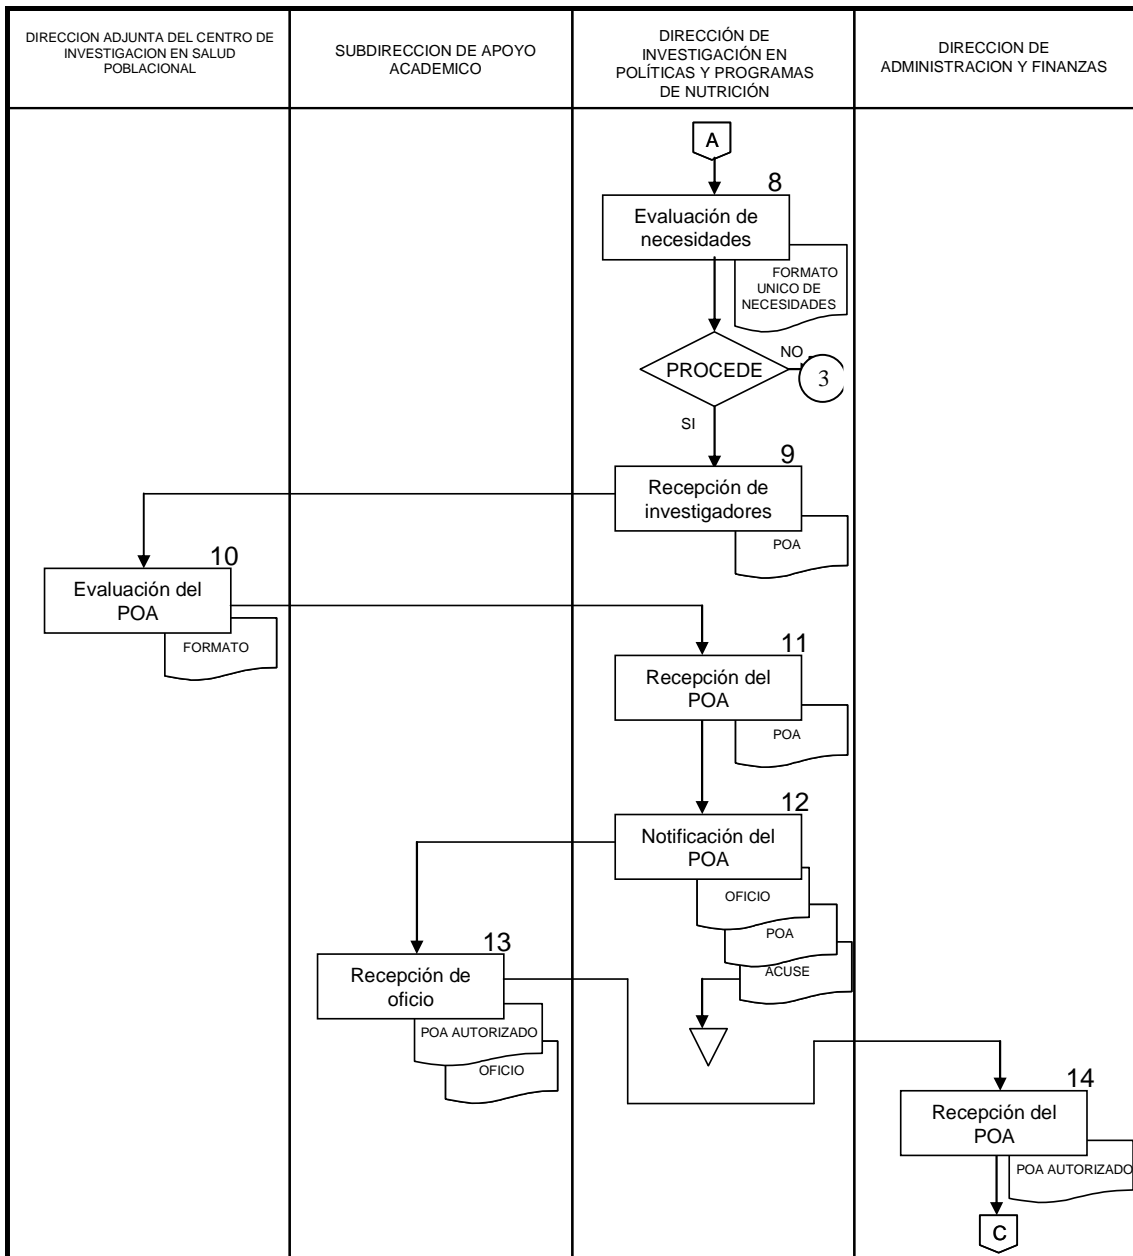 DIRECCION ADJUNTA DEL CENTRO DE
INVESTIGACION EN SALUD
POBLACIONAL
SUBDIRECCION DE APOYO
ACADEMICO
DIRECCIÓN DE
INVESTIGACIÓN EN
POLÍTICAS Y PROGRAMAS
DE NUTRICIÓN
DIRECCION DE
ADMINISTRACION Y FINANZAS
A
8
Evaluación de
necesidades
FORMATO
UNICO DE
NECESIDADES
PROCEDE
NO
3
SI
9
Recepción de
investigadores
POA
10
Evaluación del
POA
FORMATO
11
Recepción del
POA
POA
12
Notificación del
POA
OFICIO
POA
ACUSE
13
Recepción de
oficio
POA AUTORIZADO
OFICIO
14
Recepción del
POA
POA AUTORIZADO
C